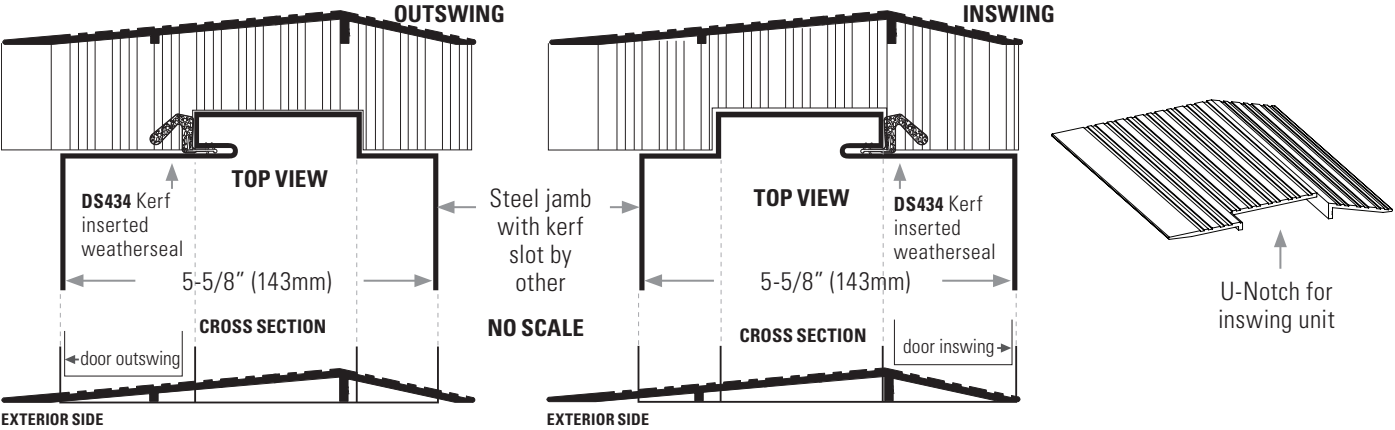 OUTSWING
TOP VIEW
DS434 Kerf
inserted
weatherseal
5-5/8” (143mm)
CROSS SECTION
door outswing
EXTERIOR SIDE
Steel jamb
with kerf
slot by
other
NO SCALE
INSWING
TOP VIEW
DS434 Kerf
inserted
weatherseal
5-5/8” (143mm)
CROSS SECTION
door inswing
EXTERIOR SIDE
U-Notch for
inswing unit